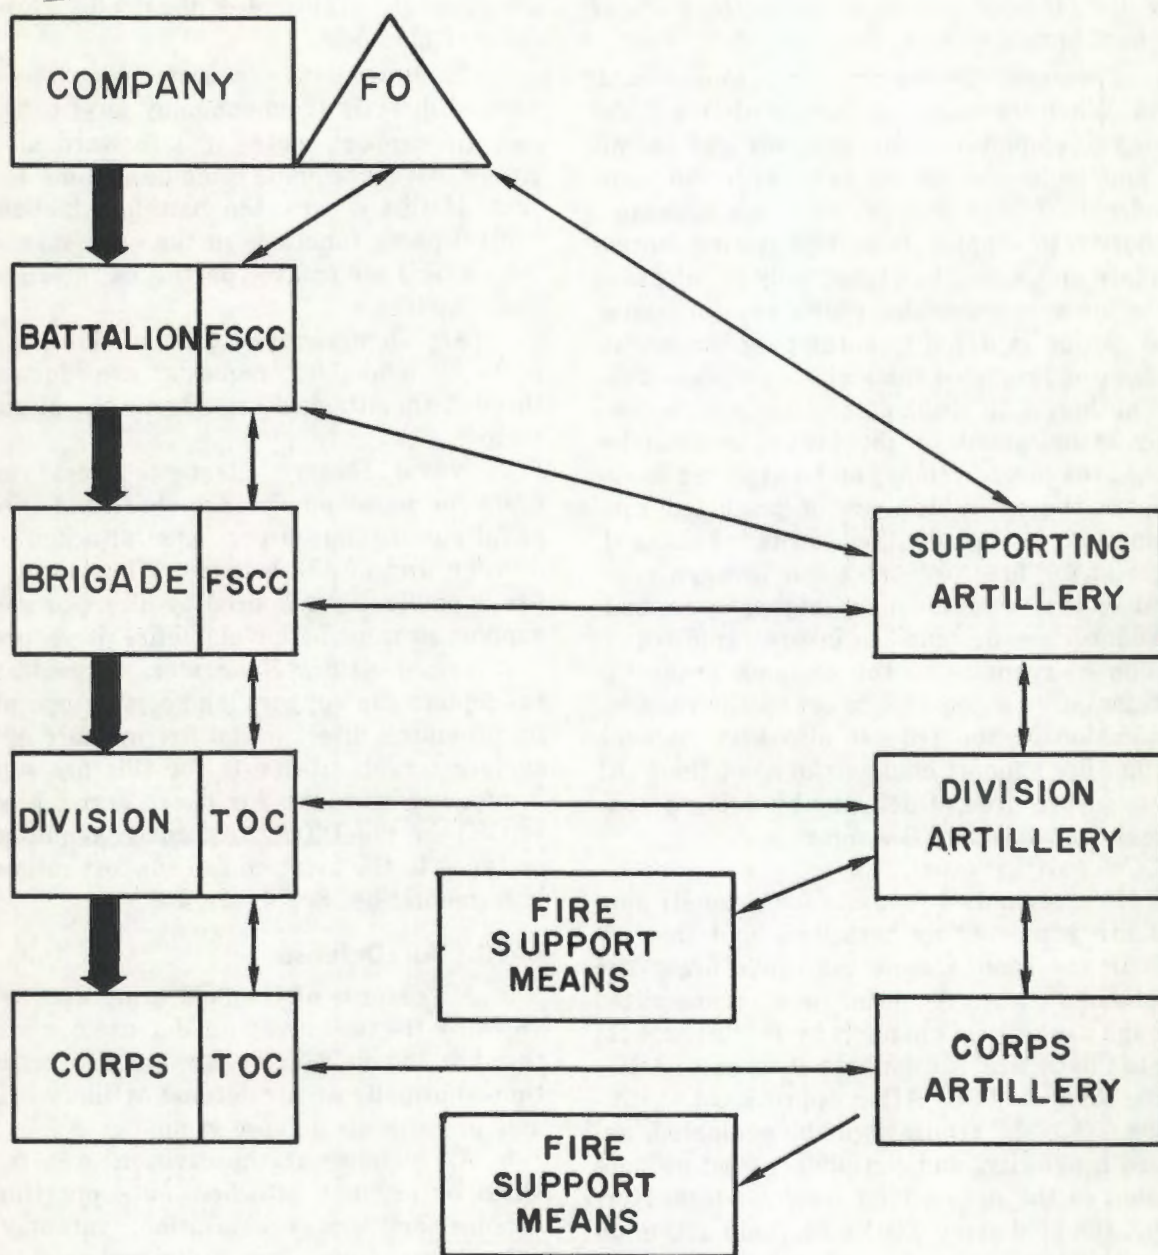 COMPANY
FO
BATTALION FSCC
BRIGADE FSCC
SUPPORTING
ARTILLERY
DIVISION TOC
DIVISION
ARTILLERY
FIRE
SUPPORT
MEANS
CORPS TOC
CORPS
ARTILLERY
FIRE
SUPPORT
MEANS